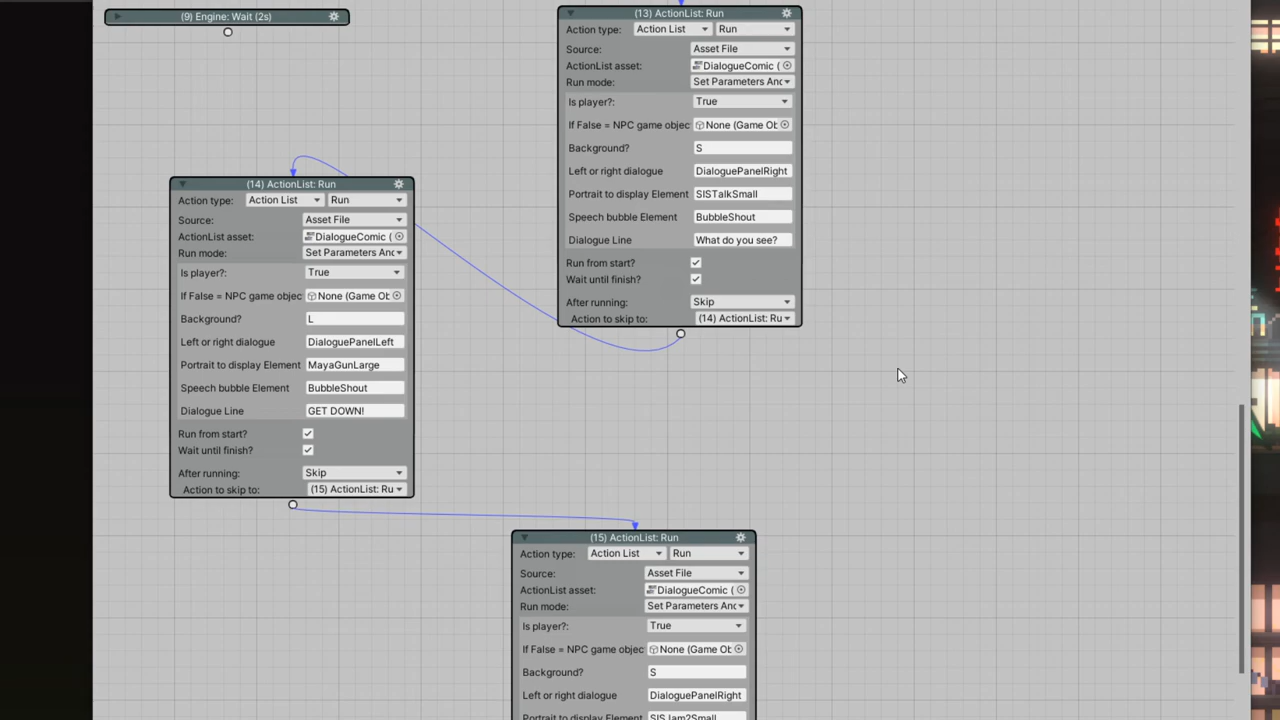 (9) Engine: Wait (2s)
(13) ActionList: Run
Action type: Action List Run
Source: Asset File
ActionList asset: DialogueComic (
Run mode: Set Parameters And
Is player?: True
If False = NPC game objec None (Game Ob
Background? S
Left or right dialogue DialoguePanelRight
Portrait to display Element SISTalkSmall
Speech bubble Element BubbleShout
Dialogue Line What do you see?
Run from start?
Wait until finish?
After running: Skip
Action to skip to: (14) ActionList: Ru
(14) ActionList: Run
Action type: Action List Run
Source: Asset File
ActionList asset: DialogueComic (
Run mode: Set Parameters And
Is player?: True
If False = NPC game objec None (Game Ob
Background? L
Left or right dialogue DialoguePanelLeft
Portrait to display Element MayaGunLarge
Speech bubble Element BubbleShout
Dialogue Line GET DOWN!
Run from start?
Wait until finish?
After running: Skip
Action to skip to: (15) ActionList: Ru
(15) ActionList: Run
Action type: Action List Run
Source: Asset File
ActionList asset: DialogueComic (
Run mode: Set Parameters And
Is player?: True
If False = NPC game objec None (Game Ob
Background? S
Left or right dialogue DialoguePanelRight
Portrait to display Element SISJam2Small